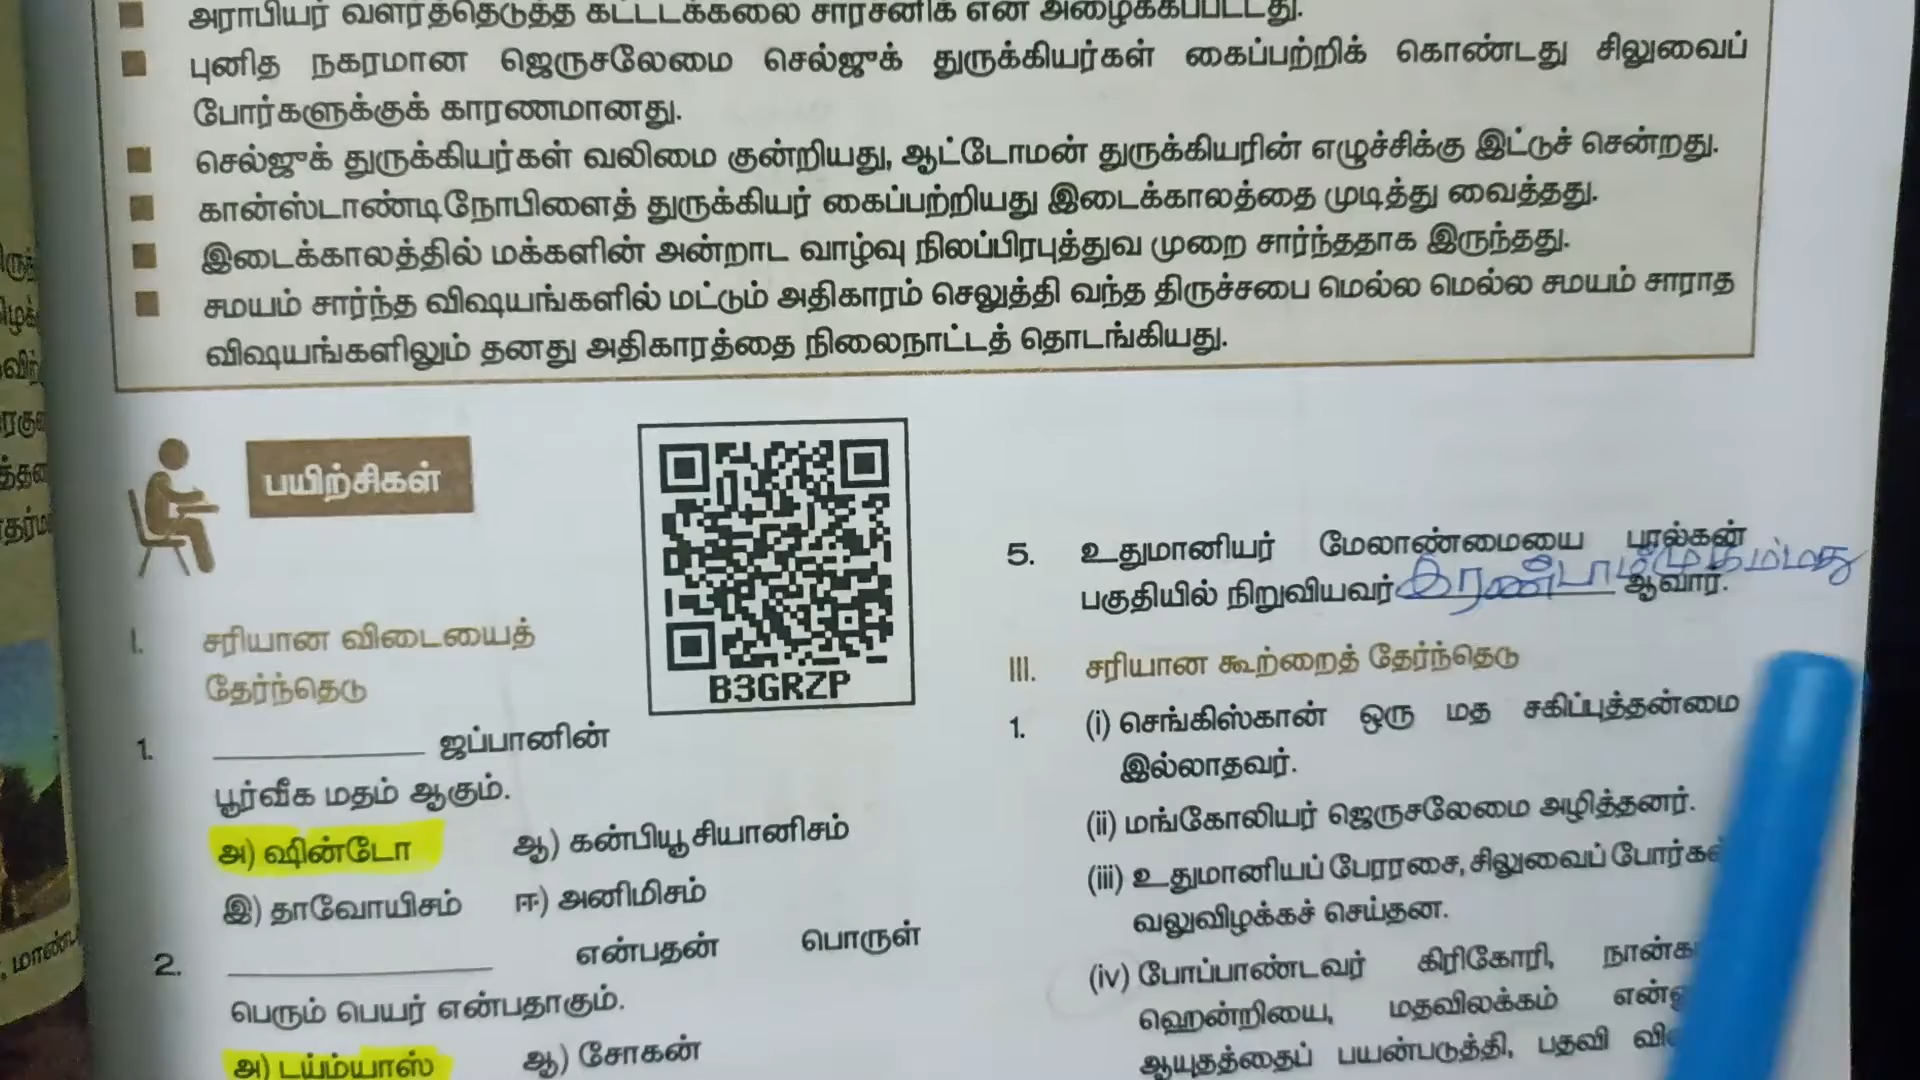 அராபியர் வளர்த்தெடுத்த கட்டடக்கலை சாரசனிக் என அழைக்கப்பட்டது.
புனித நகரமான ஜெருசலேமை செல்ஜுக் துருக்கியர்கள் கைப்பற்றிக் கொண்டது சிலுவைப்
போர்களுக்குக் காரணமானது.
செல்ஜுக் துருக்கியர்கள் வலிமை குன்றியது, ஆட்டோமன் துருக்கியரின் எழுச்சிக்கு இட்டுச் சென்றது.
கான்ஸ்டாண்டிநோபிளைத் துருக்கியர் கைப்பற்றியது இடைக்காலத்தை முடித்து வைத்தது.
இடைக்காலத்தில் மக்களின் அன்றாட வாழ்வு நிலப்பிரபுத்துவ முறை சார்ந்ததாக இருந்தது.
சமயம் சார்ந்த விஷயங்களில் மட்டும் அதிகாரம் செலுத்தி வந்த திருச்சபை மெல்ல மெல்ல சமயம் சாராத
விஷயங்களிலும் தனது அதிகாரத்தை நிலைநாட்டத் தொடங்கியது.
பயிற்சிகள்
B3GRZP
I. சரியான விடையைத்
தேர்ந்தெடு
1. ____________ ஜப்பானின்
பூர்வீக மதம் ஆகும்.
அ) ஷின்டோ ஆ) கன்பியூசியானிசம்
இ) தாவோயிசம் ஈ) அனிமிசம்
2. ____________ என்பதன் பொருள்
பெரும் பெயர் என்பதாகும்.
அ) டய்ம்யாஸ் ஆ) சோகன்
5. உதுமானியர் மேலாண்மையை பால்கன்
பகுதியில் நிறுவியவர் இரண்டாம் முகம்மது ஆவார்.
III. சரியான கூற்றைத் தேர்ந்தெடு
1. (i) செங்கிஸ்கான் ஒரு மத சகிப்புத்தன்மை
இல்லாதவர்.
(ii) மங்கோலியர் ஜெருசலேமை அழித்தனர்.
(iii) உதுமானியப் பேரரசை, சிலுவைப்
வலுவிழக்கச் செய்தன.
(iv) போப்பாண்டவர் கிரிகோரி,
ஹென்றியை, மதவிலக்கம்
ஆயுதத்தைப் பயன்படுத்தி, பதவி